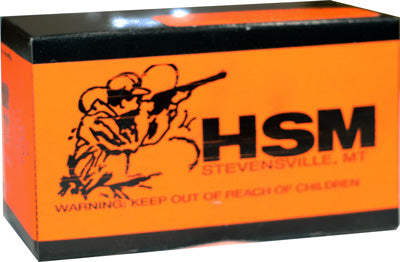 HSM
STEVENSVILLE, MT
WARNING: KEEP OUT OF REACH OF CHILDREN